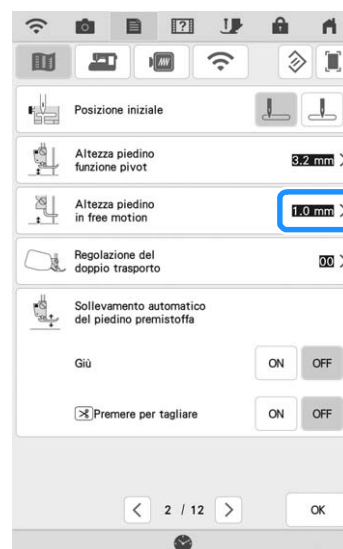 Posizione iniziale
Altezza piedino
funzione pivot
3.2 mm
Altezza piedino
in free motion
1.0 mm
Regolazione del
doppio trasporto
00
Sollevamento automatico
del piedino premistoffa
Giù
ON
OFF
Premere per tagliare
ON
OFF
2 / 12
OK